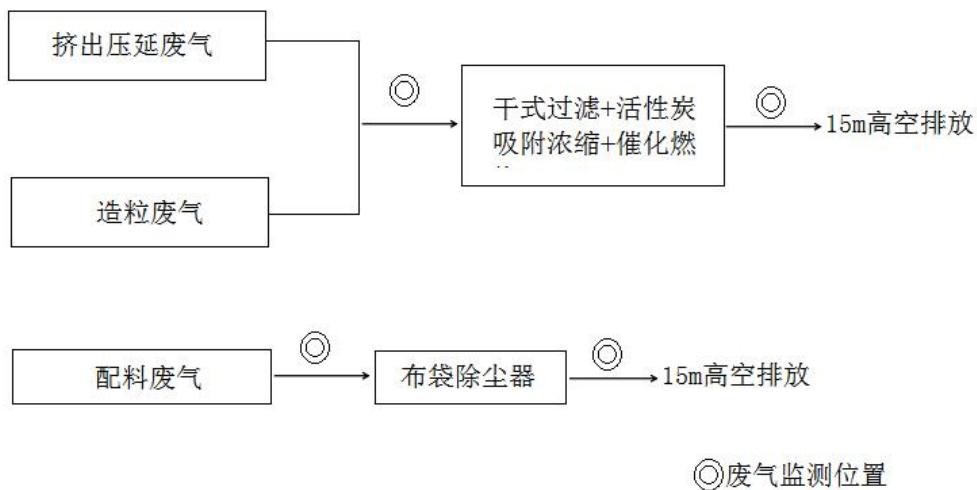 挤出压延废气
干式过滤+活性炭
吸附浓缩+催化燃
15m高空排放
造粒废气
配料废气
布袋除尘器
15m高空排放
废气监测位置